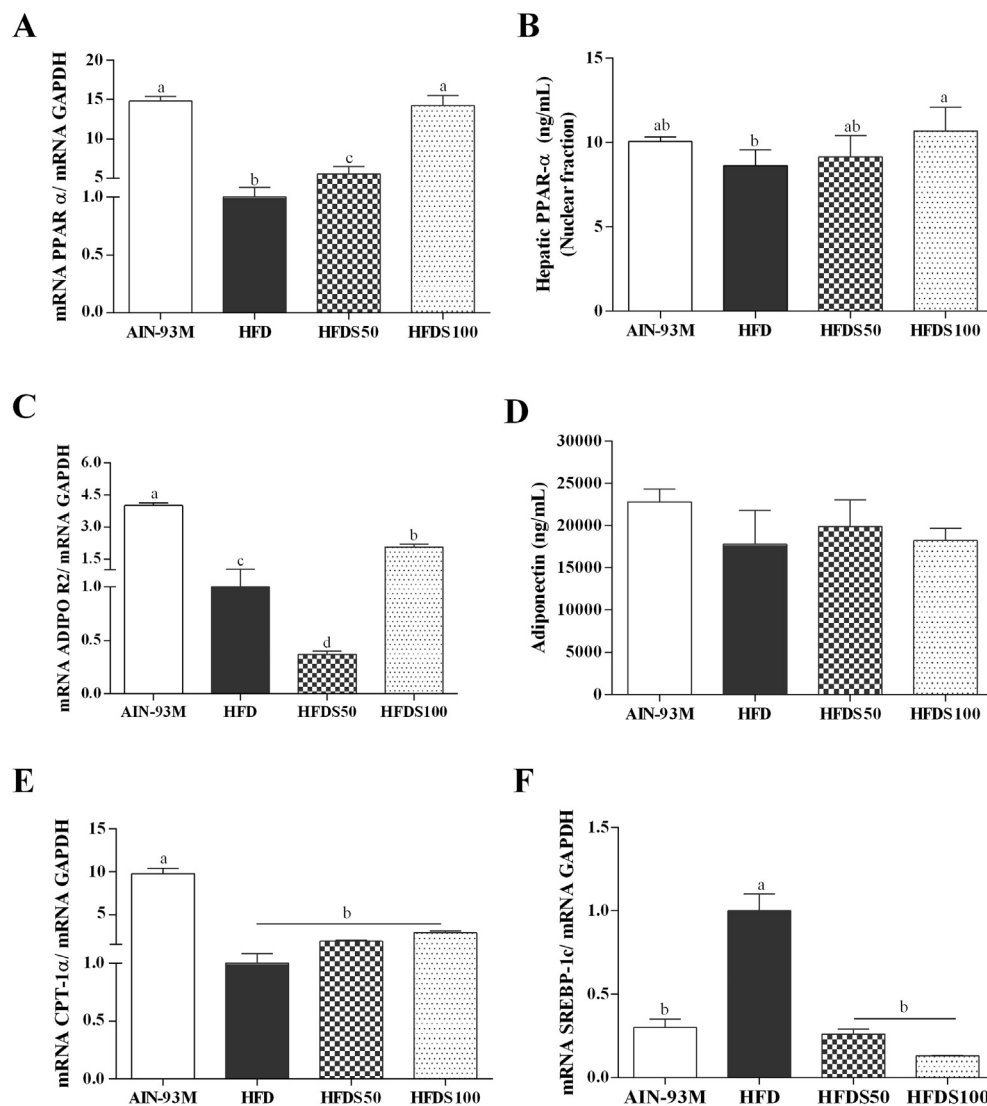 A
mRNA PPAR α/ mRNA GAPDH
20
15
10
5
1.0
0.5
0.0
a
b
c
a
AIN-93M HFD HFDS50 HFDS100
B
Hepatic PPAR-α (ng/mL)
(Nuclear fraction)
15
10
5
0
ab
b
ab
a
AIN-93M HFD HFDS50 HFDS100
C
mRNA ADIPO R2/ mRNA GAPDH
6.0
4.5
3.0
1.5
1.0
0.5
0.0
a
c
d
b
AIN-93M HFD HFDS50 HFDS100
D
Adiponectin (ng/mL)
30000
25000
20000
15000
10000
5000
0
AIN-93M HFD HFDS50 HFDS100
E
mRNA CPT-1α/ mRNA GAPDH
15
10
5
1.0
0.5
0.0
a
b
AIN-93M HFD HFDS50 HFDS100
F
mRNA SREBP-1c/ mRNA GAPDH
1.5
1.0
0.5
0.0
b
a
b
AIN-93M HFD HFDS50 HFDS100